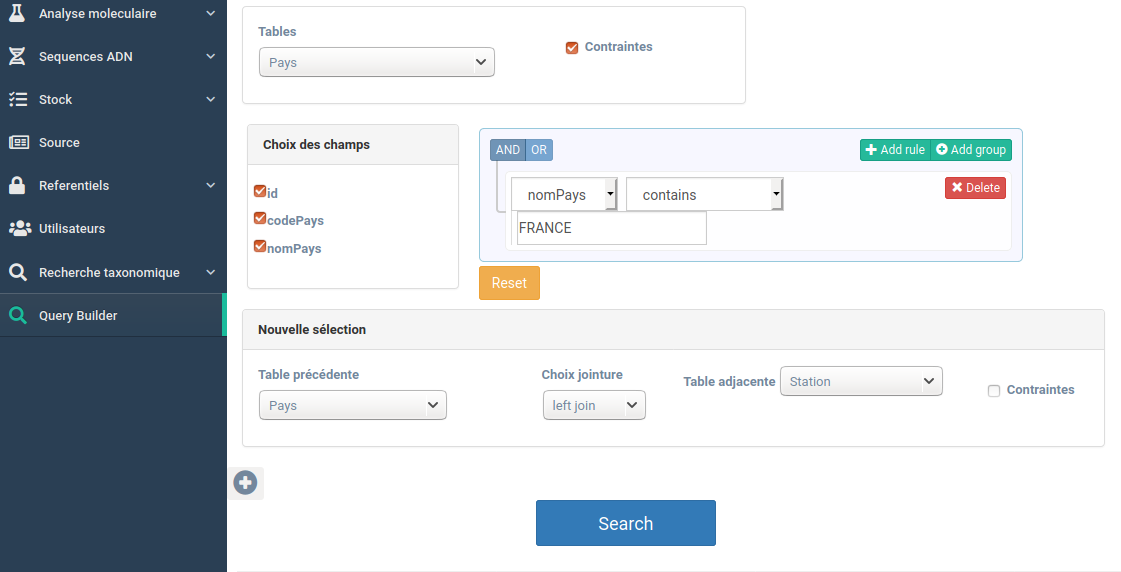 Analyse moleculaire
Sequences ADN
Stock
Source
Referentiels
Utilisateurs
Recherche taxonomique
Query Builder
Tables
Pays
Contraintes
Choix des champs
id
codePays
nomPays
AND OR
Add rule Add group
nomPays contains
Delete
FRANCE
Reset
Nouvelle sélection
Table précédente
Pays
Choix jointure
left join
Table adjacente Station
Contraintes
Search